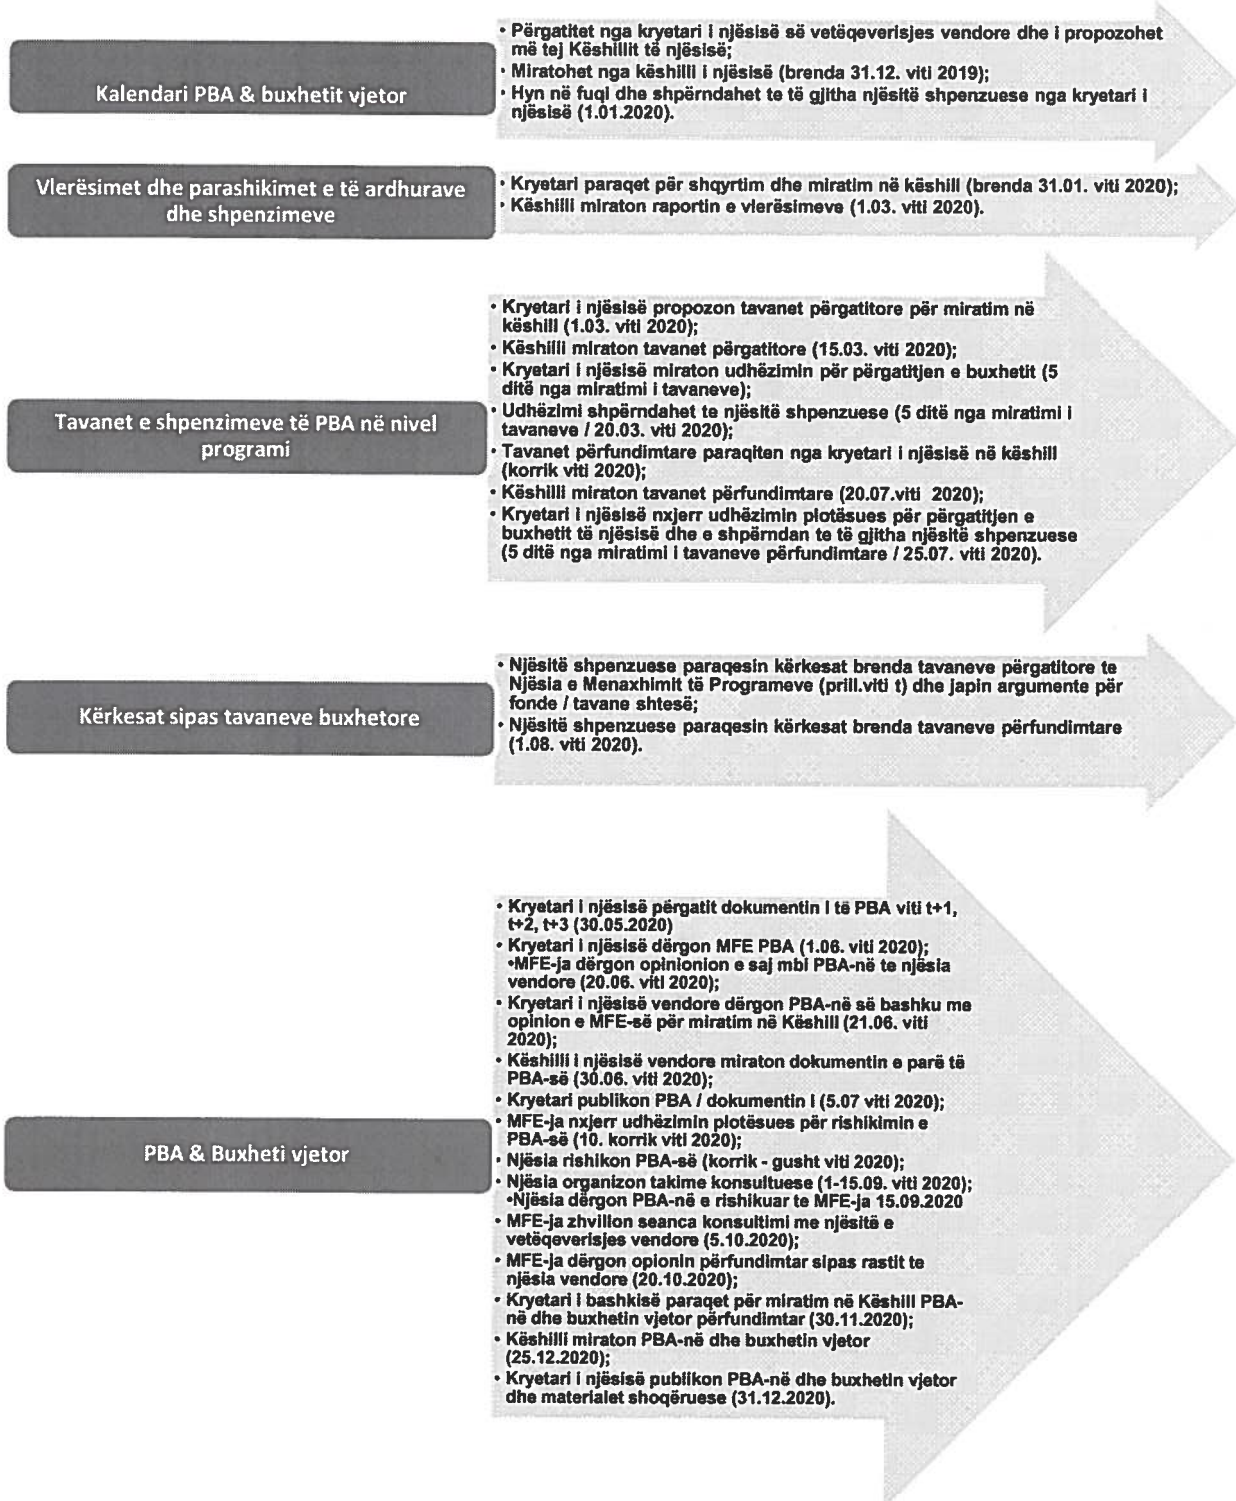 Kalendari PBA & buxhetit vjetor
• Përgatitet nga kryetari i njësisë së vetëqeverisjes vendore dhe i propozohet
më tej Këshillit të njësisë;
• Miratohet nga këshilli i njësisë (brenda 31.12. viti 2019);
• Hyn në fuqi dhe shpërndahet te të gjitha njësitë shpenzuese nga kryetari i
njësisë (1.01.2020).
Vlerësimet dhe parashikimet e të ardhurave
dhe shpenzimeve
• Kryetari paraqet për shqyrtim dhe miratim në këshill (brenda 31.01. viti 2020);
• Këshilli miraton raportin e vlerësimeve (1.03. viti 2020).
Tavanet e shpenzimeve të PBA në nivel
programi
• Kryetari i njësisë propozon tavanet përgatitore për miratim në
këshill (1.03. viti 2020);
• Këshilli miraton tavanet përgatitore (15.03. viti 2020);
• Kryetari i njësisë miraton udhëzimin për përgatitjen e buxhetit (5
ditë nga miratimi i tavaneve);
• Udhëzimi shpërndahet te njësitë shpenzuese (5 ditë nga miratimi i
tavaneve / 20.03. viti 2020);
• Tavanet përfundimtare paraqiten nga kryetari i njësisë në këshill
(korrik viti 2020);
• Këshilli miraton tavanet përfundimtare (20.07.viti 2020);
• Kryetari i njësisë nxjerr udhëzimin plotësues për përgatitjen e
buxhetit të njësisë dhe e shpërndan te të gjitha njësitë shpenzuese
(5 ditë nga miratimi i tavaneve përfundimtare / 25.07. viti 2020).
Kërkesat sipas tavaneve buxhetore
• Njësitë shpenzuese paraqesin kërkesat brenda tavaneve përgatitore te
Njësia e Menaxhimit të Programeve (prill.viti t) dhe japin argumente për
fonde / tavane shtesë;
• Njësitë shpenzuese paraqesin kërkesat brenda tavaneve përfundimtare
(1.08. viti 2020).
PBA & Buxheti vjetor
• Kryetari i njësisë përgatit dokumentin I të PBA viti t+1,
t+2, t+3 (30.05.2020)
• Kryetari i njësisë dërgon MFE PBA (1.06. viti 2020);
•MFE-ja dërgon opinionion e saj mbi PBA-në te njësia
vendore (20.06. viti 2020);
• Kryetari i njësisë vendore dërgon PBA-në së bashku me
opinion e MFE-së për miratim në Këshill (21.06. viti
2020);
• Këshilli i njësisë vendore miraton dokumentin e parë të
PBA-së (30.06. viti 2020);
• Kryetari publikon PBA / dokumentin I (5.07 viti 2020);
• MFE-ja nxjerr udhëzimin plotësues për rishikimin e
PBA-së (10. korrik viti 2020);
• Njësia rishikon PBA-së (korrik - gusht viti 2020);
• Njësia organizon takime konsultuese (1-15.09. viti 2020);
•Njësia dërgon PBA-në e rishikuar te MFE-ja 15.09.2020
• MFE-ja zhvillon seanca konsultimi me njësitë e
vetëqeverisjes vendore (5.10.2020);
• MFE-ja dërgon opionin përfundimtar sipas rastit te
njësia vendore (20.10.2020);
• Kryetari i bashkisë paraqet për miratim në Këshill PBA-
në dhe buxhetin vjetor përfundimtar (30.11.2020);
• Këshilli miraton PBA-në dhe buxhetin vjetor
(25.12.2020);
• Kryetari i njësisë publikon PBA-në dhe buxhetin vjetor
dhe materialet shoqëruese (31.12.2020).